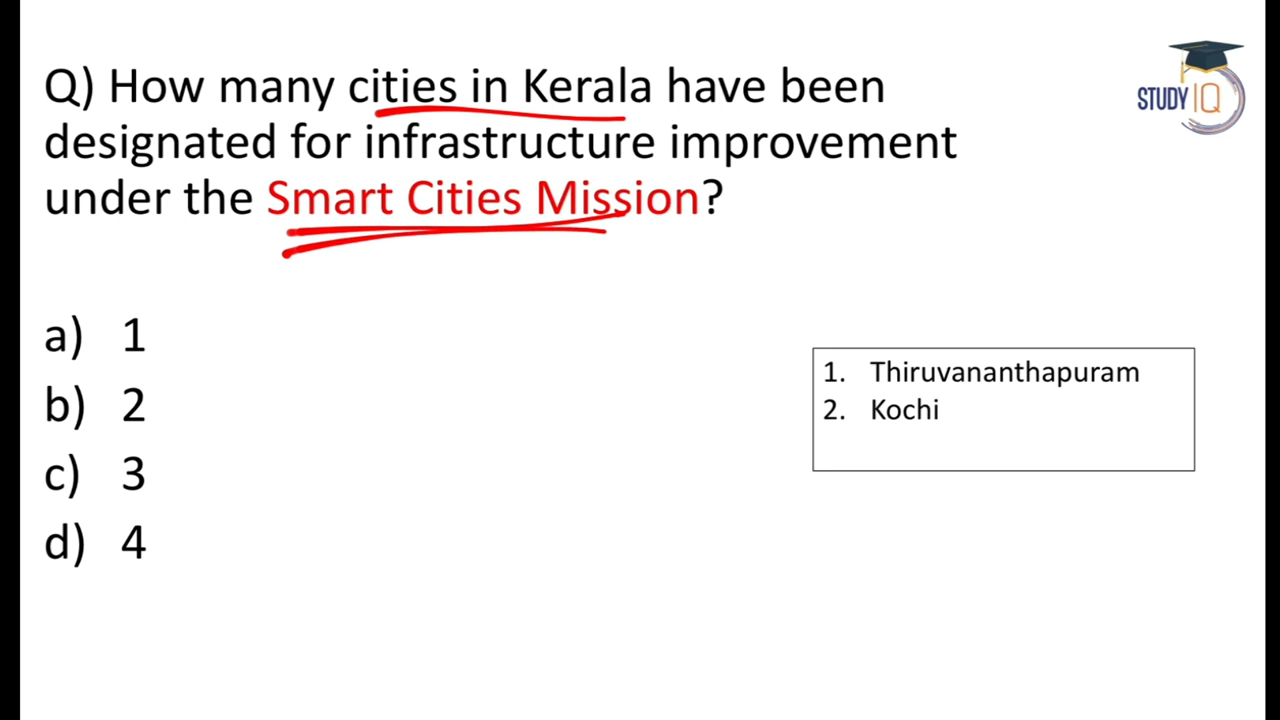 Q) How many cities in Kerala have been
designated for infrastructure improvement
under the Smart Cities Mission?
STUDY IQ
a) 1
b) 2
c) 3
d) 4
1. Thiruvananthapuram
2. Kochi